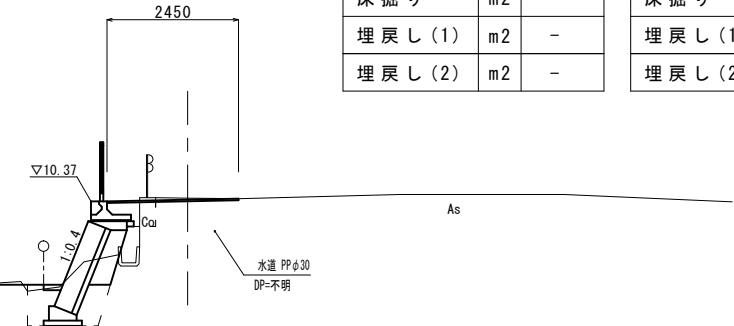 2450
床掘り m2
埋戻し(1) m2 -
埋戻し(2) m2 -
床掘り
埋戻し(1
埋戻し(2
▽10.37
Co
As
1:0.4
水道 PPφ30
DP=不明